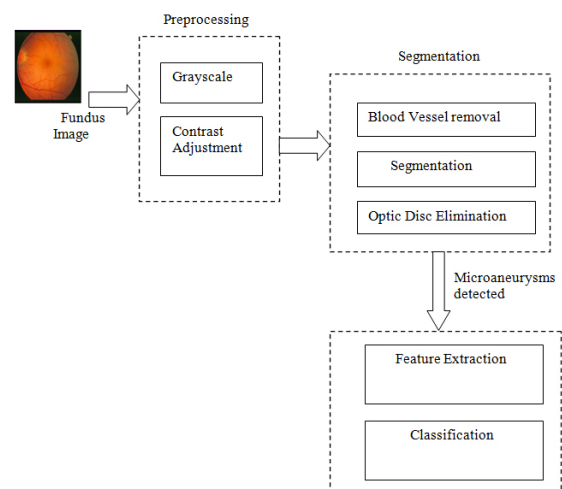 Preprocessing
Grayscale
Contrast
Adjustment
Fundus
Image
Segmentation
Blood Vessel removal
Segmentation
Optic Disc Elimination
Microaneurysms
detected
Feature Extraction
Classification